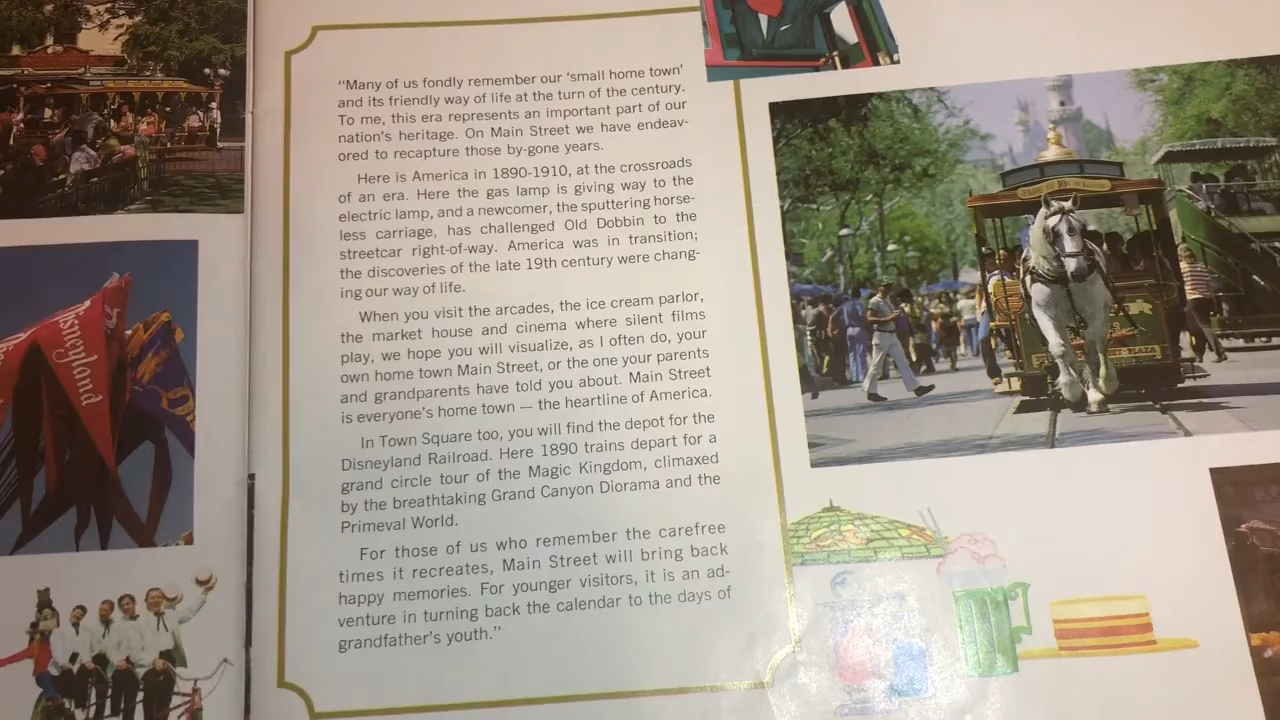 “Many of us fondly remember our ‘small home town’
and its friendly way of life at the turn of the century.
To me, this era represents an important part of our
nation’s heritage. On Main Street we have endeav-
ored to recapture those by-gone years.
Here is America in 1890-1910, at the crossroads
of an era. Here the gas lamp is giving way to the
electric lamp, and a newcomer, the sputtering horse-
less carriage, has challenged Old Dobbin to the
streetcar right-of-way. America was in transition;
the discoveries of the late 19th century were chang-
ing our way of life.
When you visit the arcades, the ice cream parlor,
the market house and cinema where silent films
play, we hope you will visualize, as I often do, your
own home town Main Street, or the one your parents
and grandparents have told you about. Main Street
is everyone’s home town — the heartline of America.
In Town Square too, you will find the depot for the
Disneyland Railroad. Here 1890 trains depart for a
grand circle tour of the Magic Kingdom, climaxed
by the breathtaking Grand Canyon Diorama and the
Primeval World.
For those of us who remember the carefree
times it recreates, Main Street will bring back
happy memories. For younger visitors, it is an ad-
venture in turning back the calendar to the days of
grandfather’s youth.”
Disneyland
FARE 10¢
PLAZA